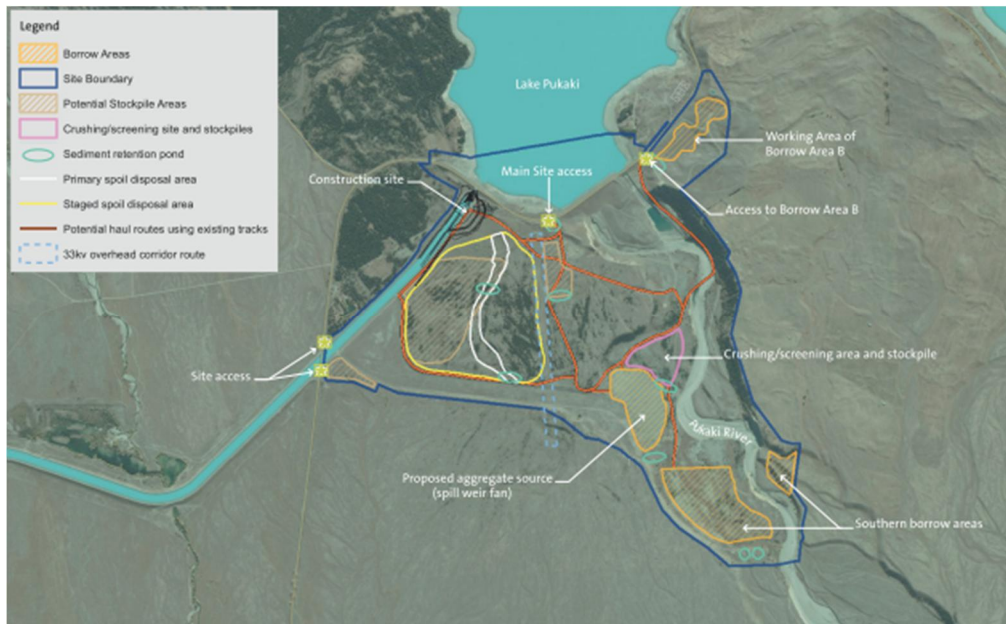 Legend
Borrow Areas
Site Boundary
Potential Stockpile Areas
Crushing/screening site and stockpiles
Sediment retention pond
Primary spoil disposal area
Staged spoil disposal area
Potential haul routes using existing tracks
33kv overhead corridor route
Lake Pukaki
Working Area of
Borrow Area B
Construction site
Main Site access
Access to Borrow Area B
Site access
Crushing/screening area and stockpile
Pukaki River
Proposed aggregate source
(spill weir fan)
Southern borrow areas